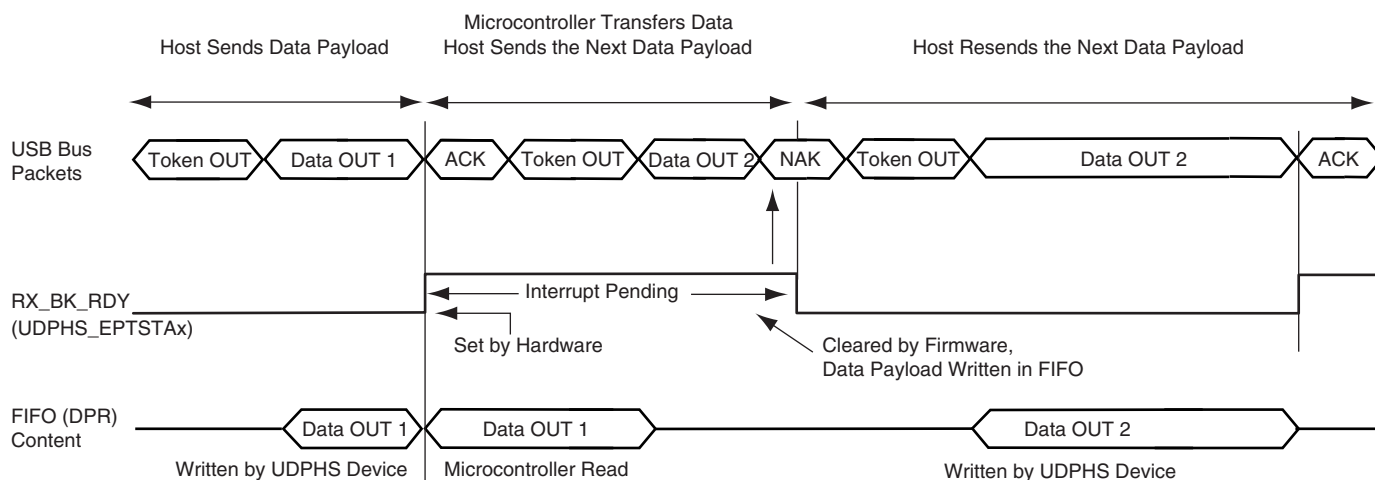 Microcontroller Transfers Data
Host Sends Data Payload
Host Sends the Next Data Payload
Host Resends the Next Data Payload
USB Bus
Packets
Token OUT
Data OUT 1
ACK
Token OUT
Data OUT 2
NAK
Token OUT
Data OUT 2
ACK
RX_BK_RDY
(UDPHS_EPTSTAx)
Interrupt Pending
Set by Hardware
Cleared by Firmware,
Data Payload Written in FIFO
FIFO (DPR)
Content
Data OUT 1
Data OUT 1
Data OUT 2
Written by UDPHS Device
Microcontroller Read
Written by UDPHS Device